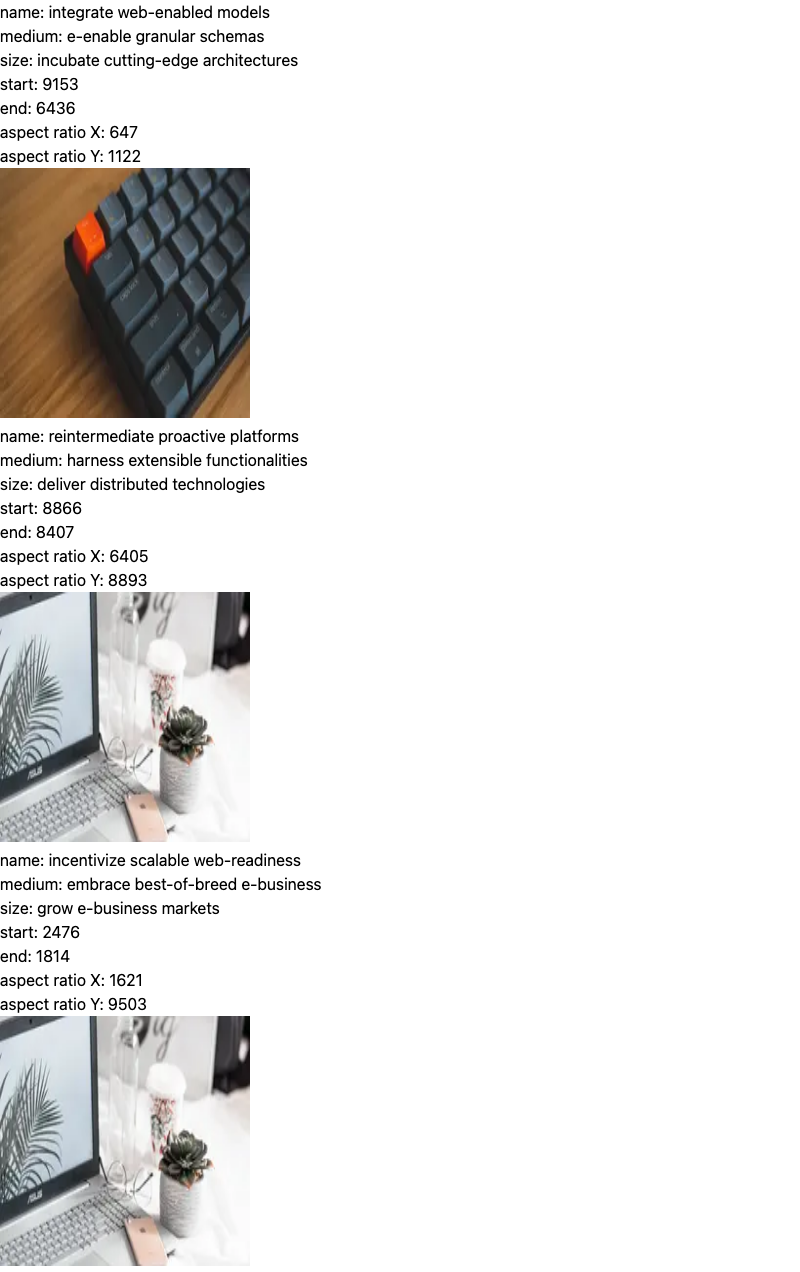 name: integrate web-enabled models
medium: e-enable granular schemas
size: incubate cutting-edge architectures
start: 9153
end: 6436
aspect ratio X: 647
aspect ratio Y: 1122
name: reintermediate proactive platforms
medium: harness extensible functionalities
size: deliver distributed technologies
start: 8866
end: 8407
aspect ratio X: 6405
aspect ratio Y: 8893
ASUS
name: incentivize scalable web-readiness
medium: embrace best-of-breed e-business
size: grow e-business markets
start: 2476
end: 1814
aspect ratio X: 1621
aspect ratio Y: 9503
ASUS